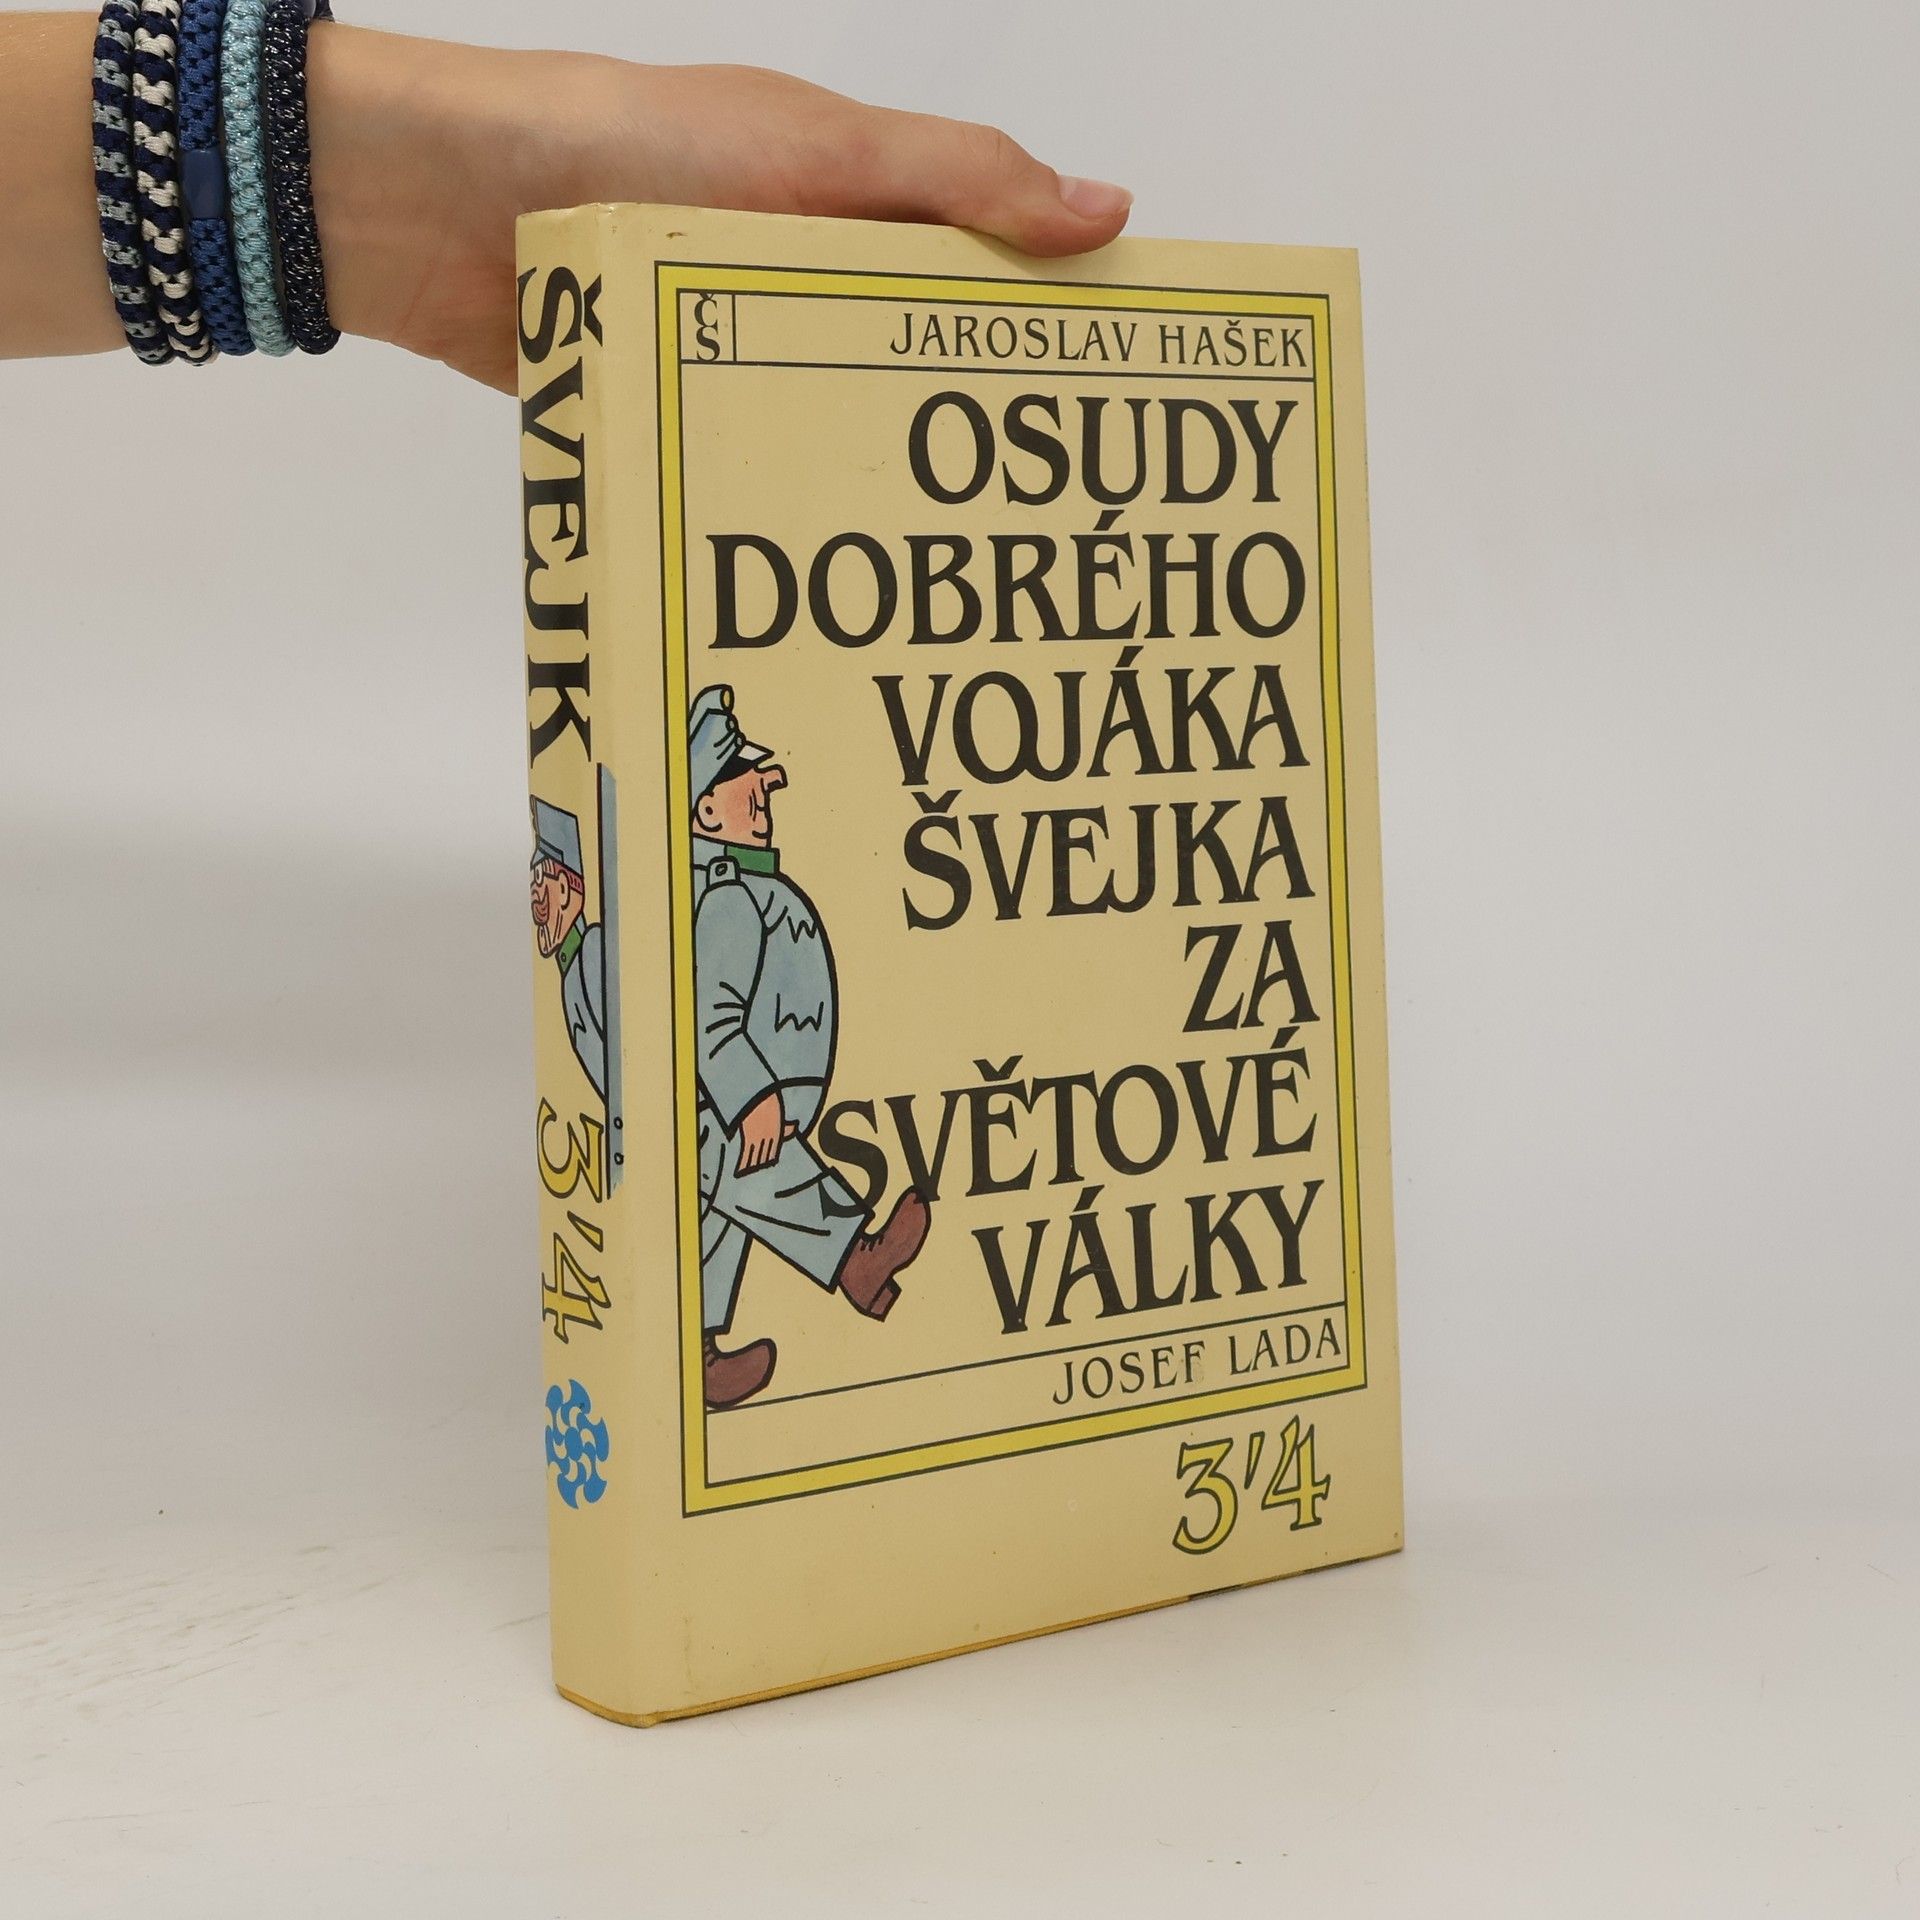 ŠVEJK 3'4
ČS
JAROSLAV HAŠEK
OSUDY
DOBRÉHO
VOJÁKA
ŠVEJKA
ZA
SVĚTOVÉ
VÁLKY
JOSEF LADA
3'4